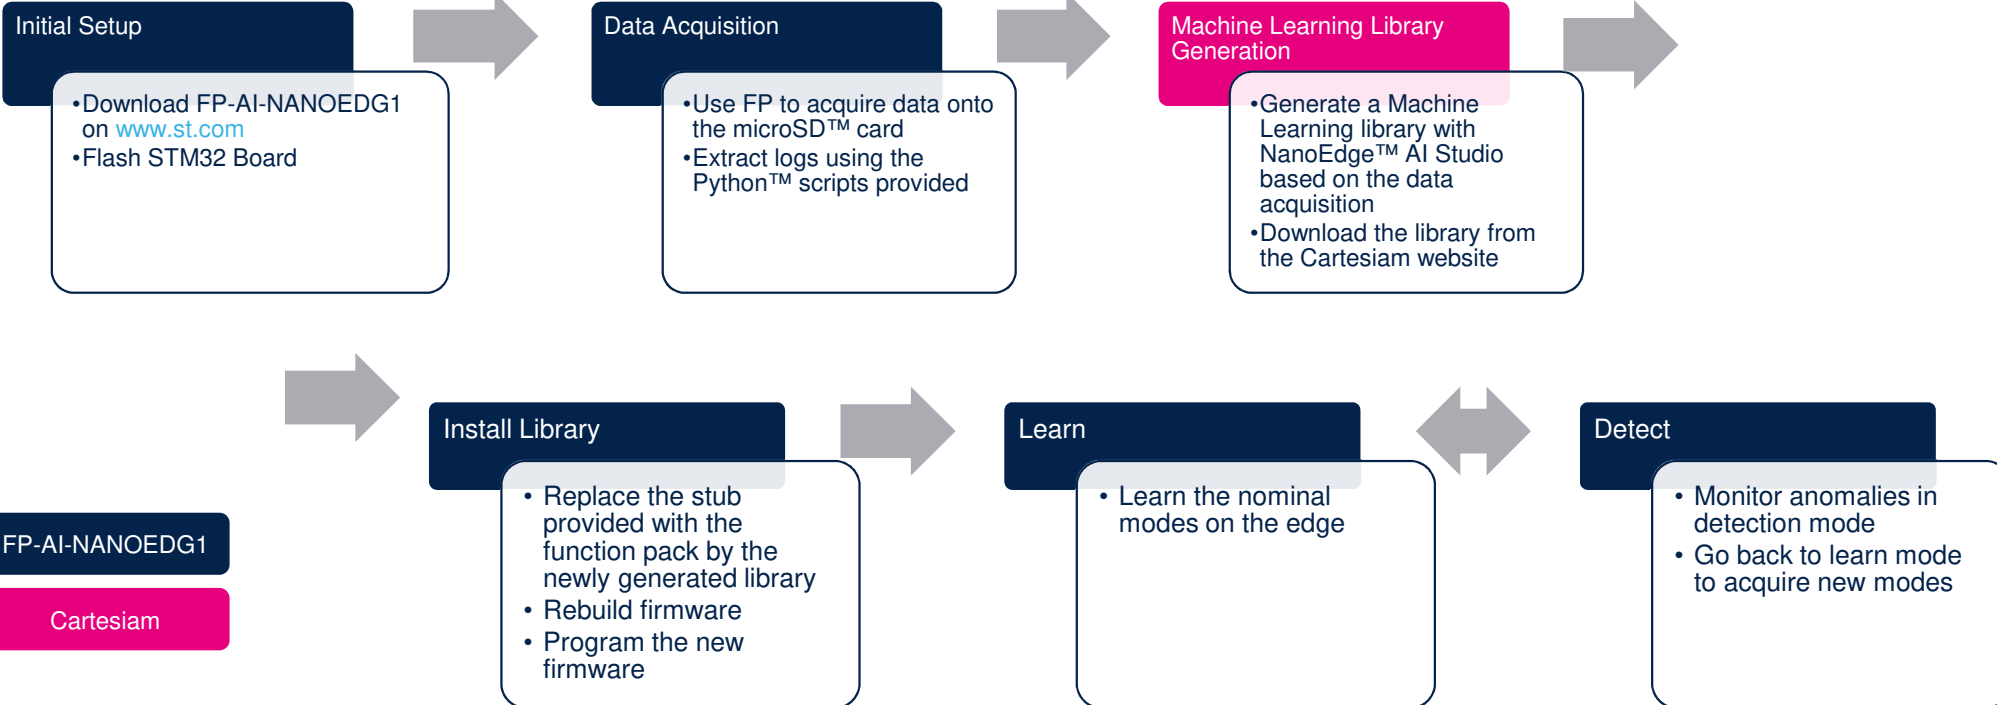 Initial Setup
•Download FP-AI-NANOEDG1
on www.st.com
•Flash STM32 Board
Data Acquisition
•Use FP to acquire data onto
the microSD™ card
•Extract logs using the
Python™ scripts provided
Machine Learning Library
Generation
•Generate a Machine
Learning library with
NanoEdge™ AI Studio
based on the data
acquisition
•Download the library from
the Cartesiam website
Install Library
• Replace the stub
provided with the
function pack by the
newly generated library
• Rebuild firmware
• Program the new
firmware
Learn
• Learn the nominal
modes on the edge
Detect
• Monitor anomalies in
detection mode
• Go back to learn mode
to acquire new modes
FP-AI-NANOEDG1
Cartesiam